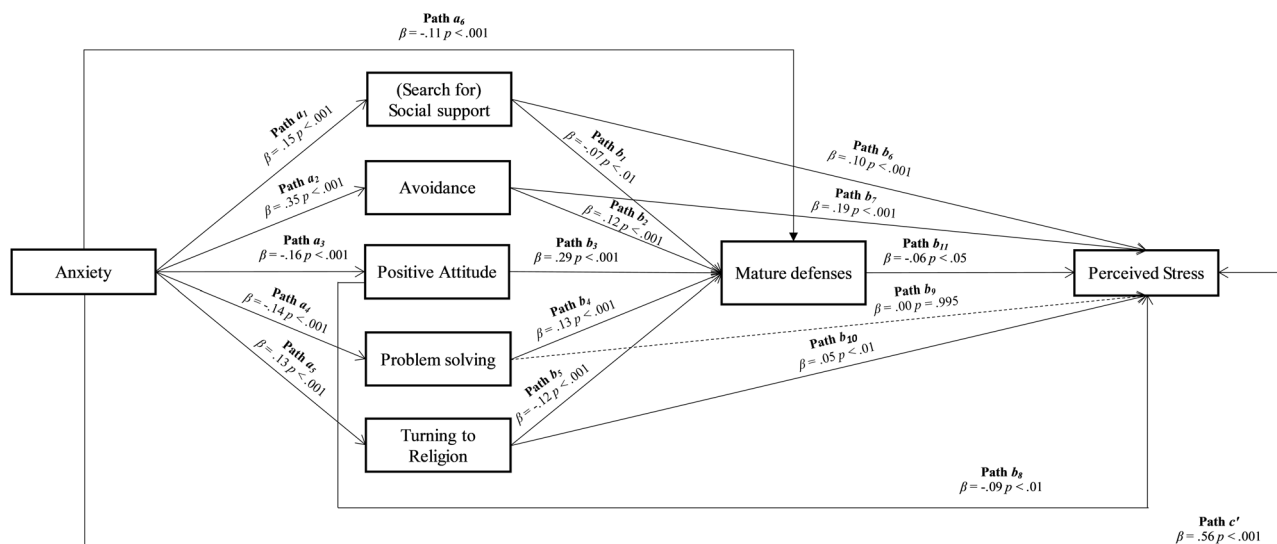 Path a6
β = -.11 p < .001
(Search for)
Social support
Path a1
β = .15 p < .001
Path b1
β = -.07 p < .01
Path b6
β = .10 p < .001
Path a2
β = .35 p < .001
Avoidance
Path b2
β = .12 p < .001
Path b7
β = .19 p < .001
Anxiety
Path a3
β = -.16 p < .001
Positive Attitude
Path b3
β = .29 p < .001
Mature defenses
Path b11
β = -.06 p < .05
Perceived Stress
Path a4
β = -.14 p < .001
Problem solving
Path b4
β = .13 p < .001
Path b9
β = .00 p = .995
Path a5
β = .13 p < .001
Turning to
Religion
Path b5
β = -.12 p < .001
Path b10
β = .05 p < .01
Path b8
β = -.09 p < .01
Path c'
β = .56 p < .001